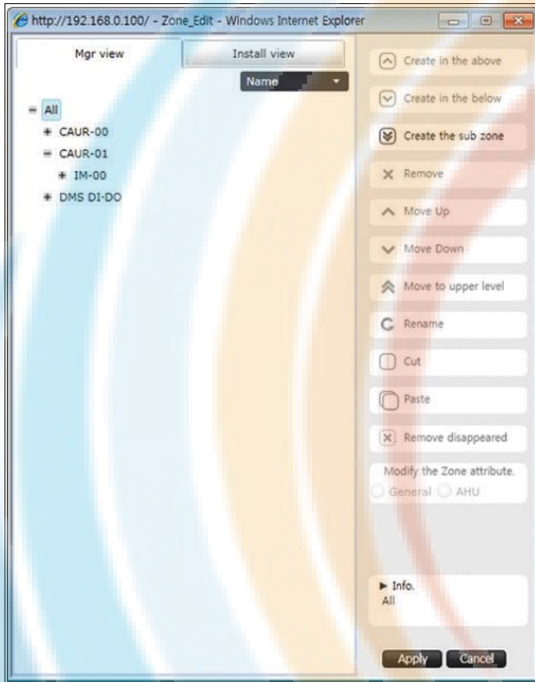 http://192.168.0.100/ - Zone_Edit - Windows Internet Explorer
Mgr view
Install view
Name
All
CAUR-00
CAUR-01
IM-00
DMS DI-DO
Create in the above
Create in the below
Create the sub zone
Remove
Move Up
Move Down
Move to upper level
Rename
Cut
Paste
Remove disappeared
Modify the Zone attribute.
General
AHU
► Info.
All
Apply
Cancel